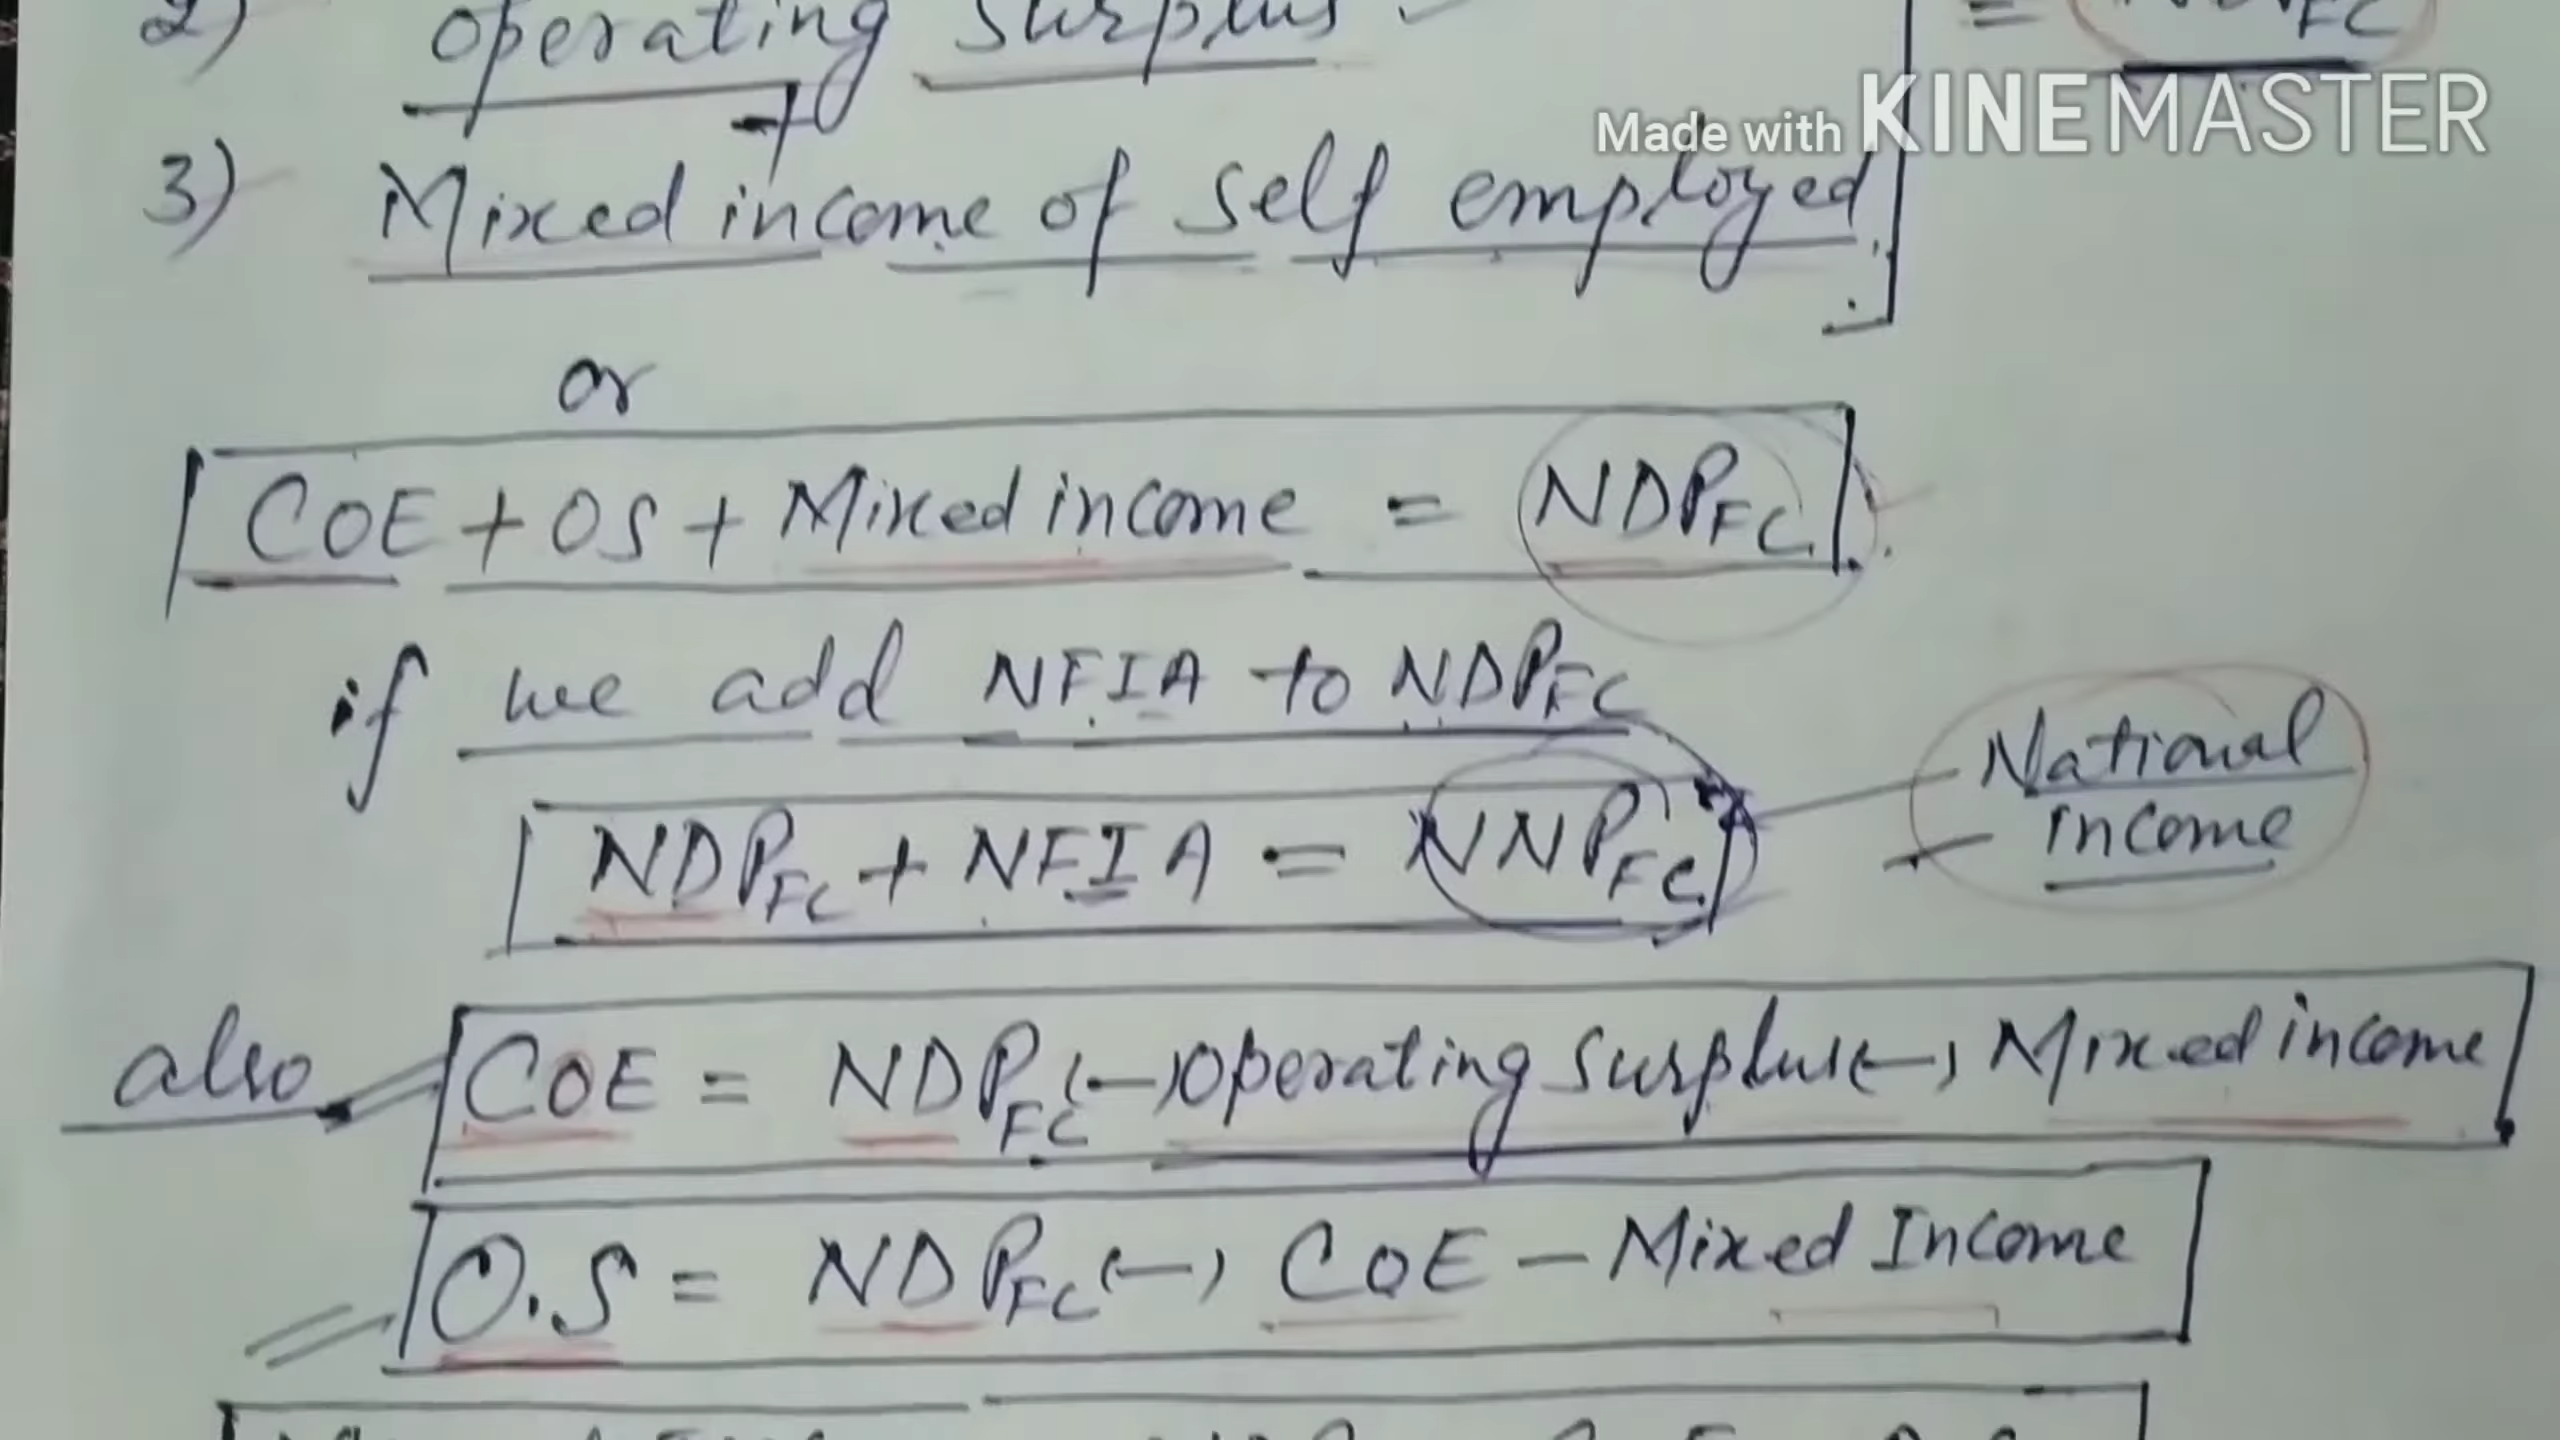 2) Operating Surplus.
= NDPFC
Made with KINEMASTER
+
3) Mixed income of self employed
or
COE + OS + Mixed income = NDPFC
if we add NFIA to NDPFC
NDPFC + NFIA = NNPFC
National
income
also COE = NDPFC (-) Operating Surplus (-) Mixed income
O.S = NDPFC (-) COE - Mixed Income